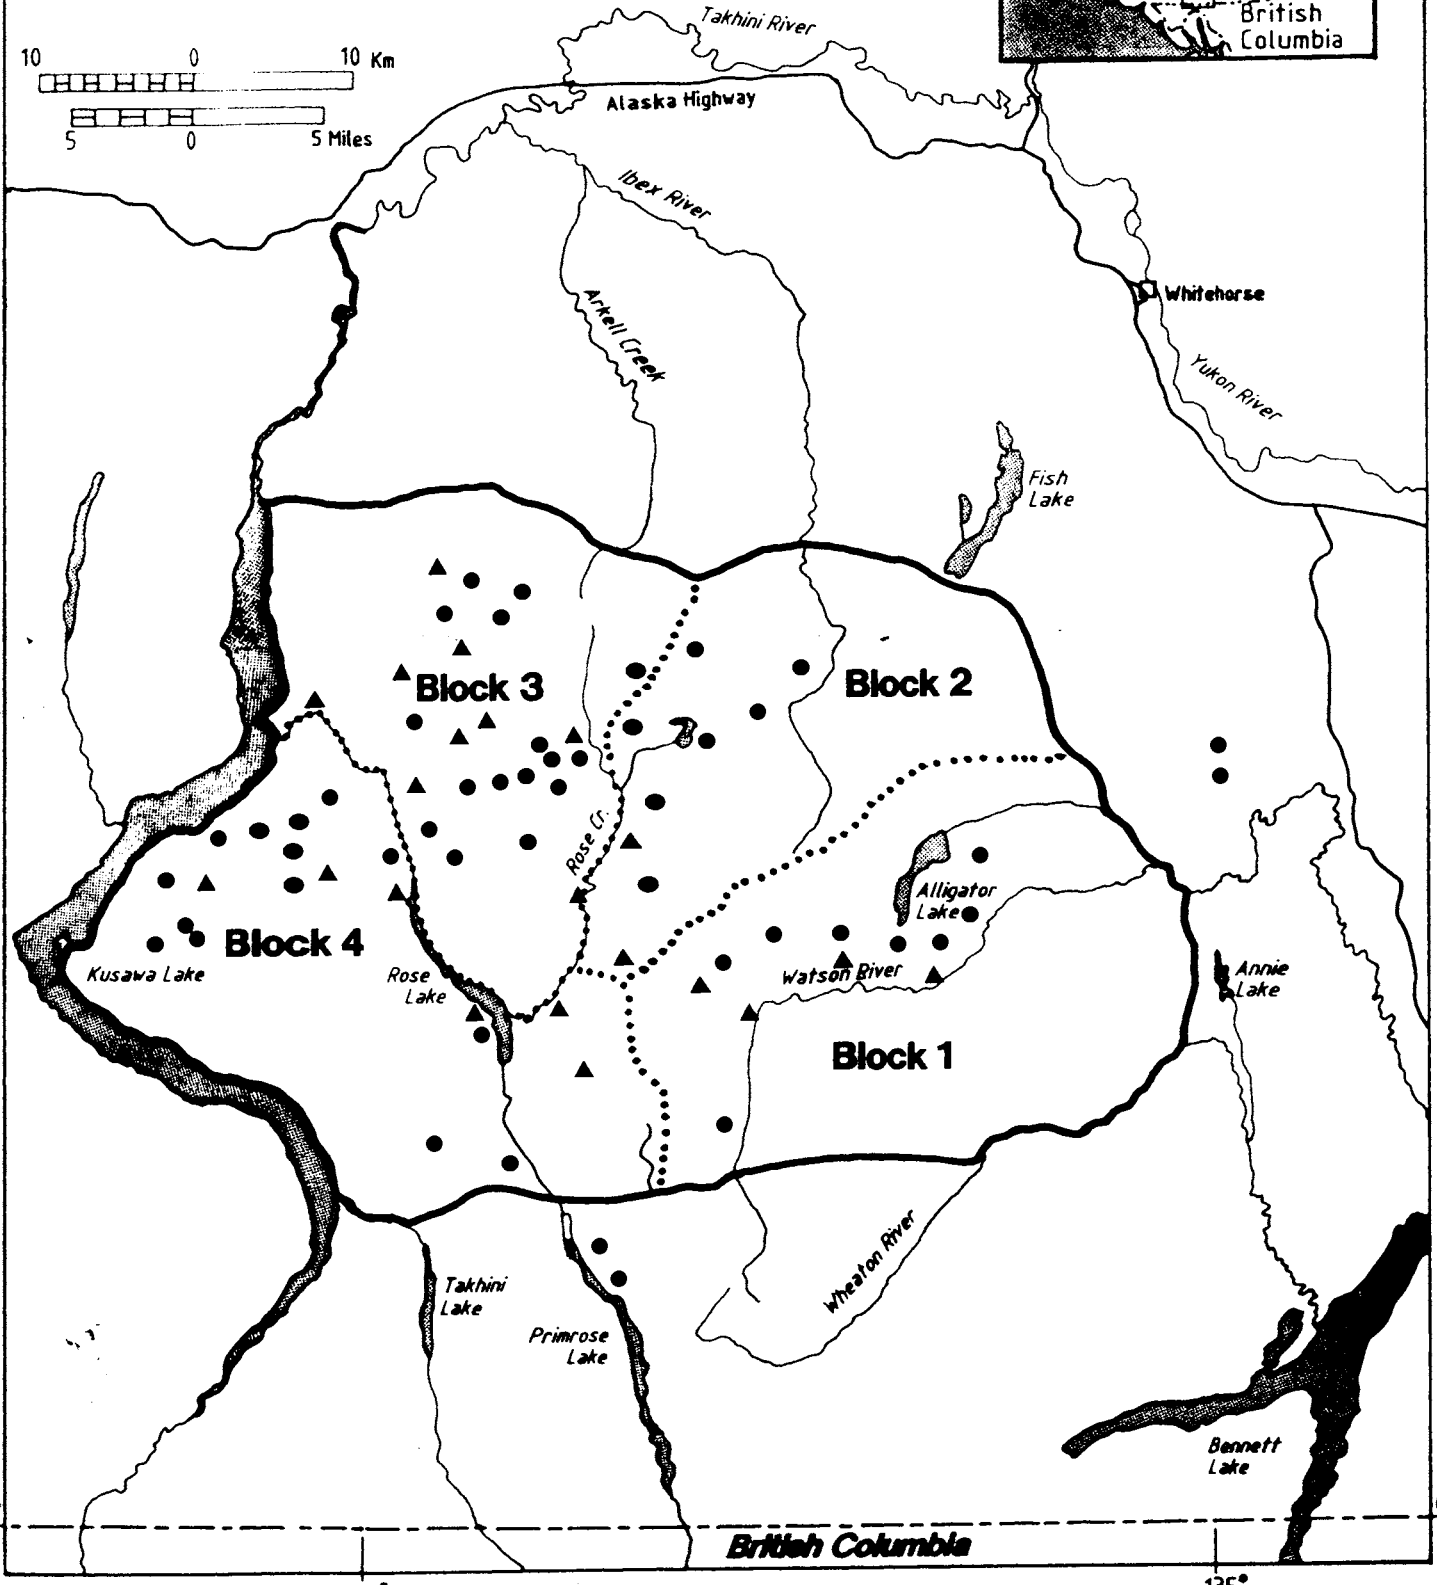 British
Columbia
Takhini River
10 0 10 Km
Alaska Highway
5 0 5 Miles
Ibex River
Whitehorse
Arkell Creek
Yukon River
Fish
Lake
Block 3
Block 2
Rose Cr.
Alligator
Lake
Block 4
Kusawa Lake
Rose
Lake
Watson River
Annie
Lake
Block 1
Wheaton River
Takhini
Lake
Primrose
Lake
Bennett
Lake
British Columbia
135°